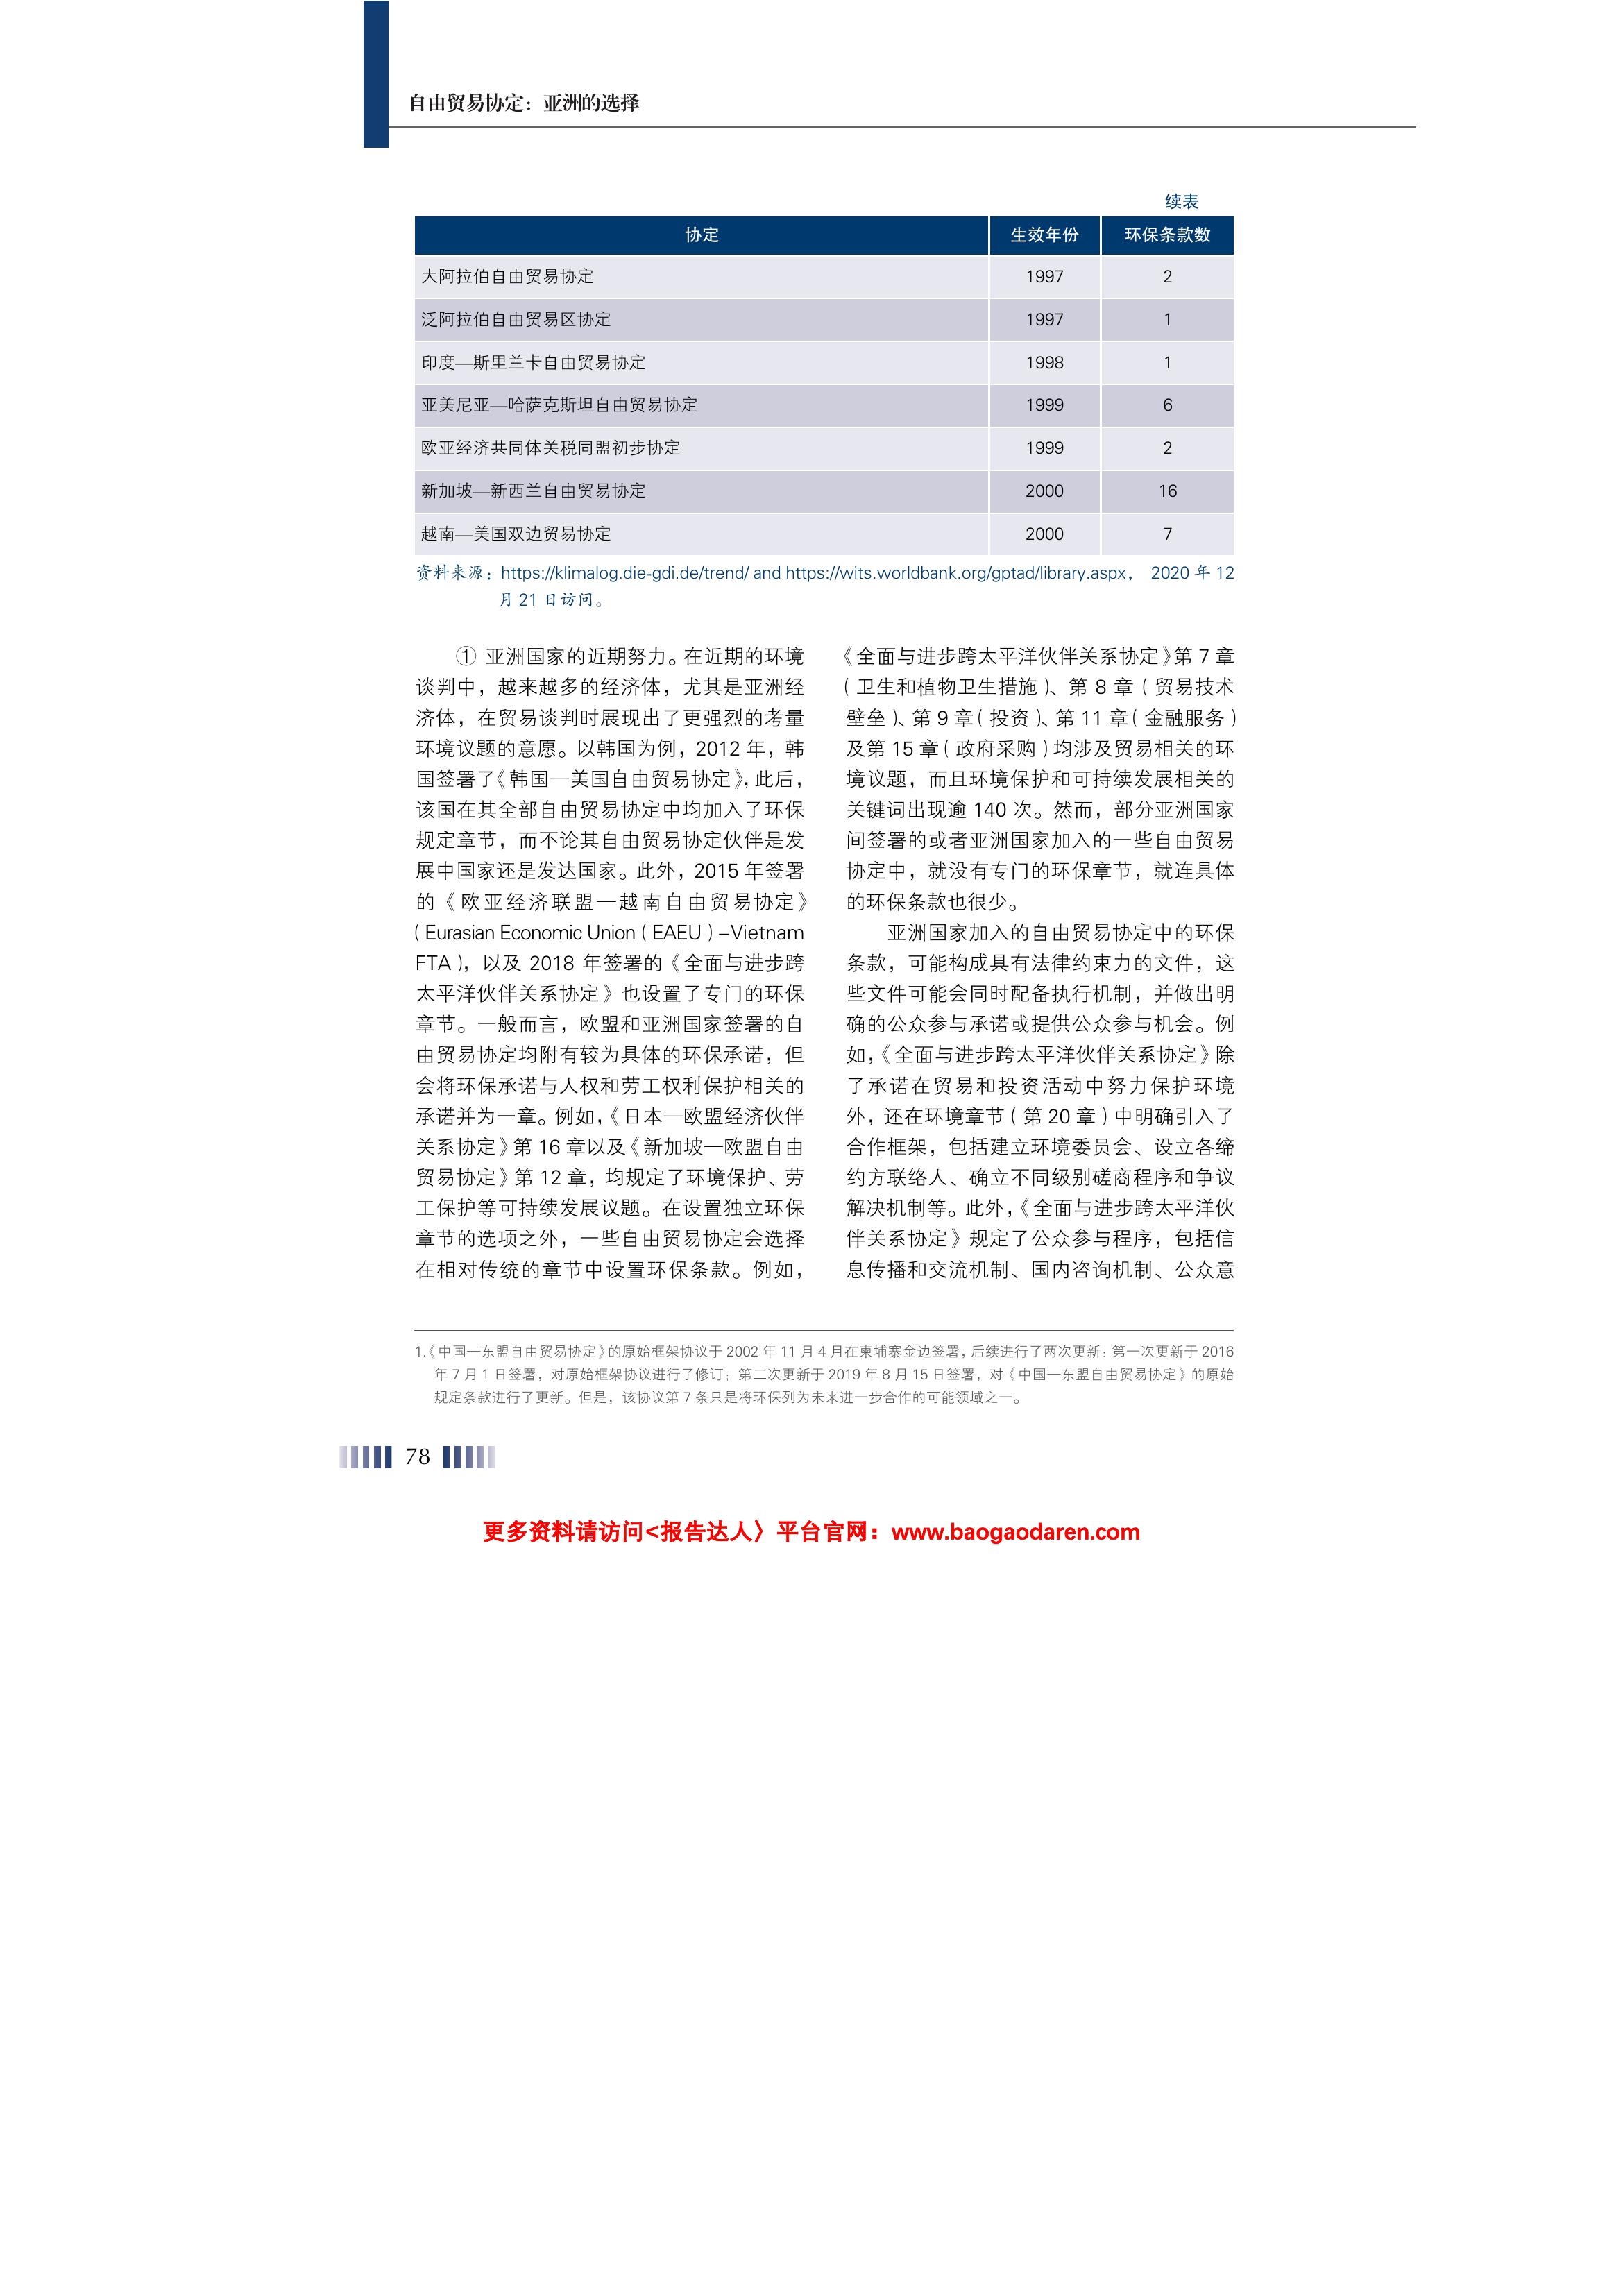 自由贸易协定：亚洲的选择
续表
协定 生效年份 环保条款数
大阿拉伯自由贸易协定 1997 2
泛阿拉伯自由贸易区协定 1997 1
印度—斯里兰卡自由贸易协定 1998 1
亚美尼亚—哈萨克斯坦自由贸易协定 1999 6
欧亚经济共同体关税同盟初步协定 1999 2
新加坡—新西兰自由贸易协定 2000 16
越南—美国双边贸易协定 2000 7
资料来源：https://klimalog.die-gdi.de/trend/ and https://wits.worldbank.org/gptad/library.aspx， 2020 年 12
月 21 日访问。
① 亚洲国家的近期努力。在近期的环境
谈判中，越来越多的经济体，尤其是亚洲经
济体，在贸易谈判时展现出了更强烈的考量
环境议题的意愿。以韩国为例，2012 年，韩
国签署了《韩国—美国自由贸易协定》，此后，
该国在其全部自由贸易协定中均加入了环保
规定章节，而不论其自由贸易协定伙伴是发
展中国家还是发达国家。此外，2015 年签署
的《欧亚经济联盟—越南自由贸易协定》
（Eurasian Economic Union（EAEU）–Vietnam
FTA），以及 2018 年签署的《全面与进步跨
太平洋伙伴关系协定》也设置了专门的环保
章节。一般而言，欧盟和亚洲国家签署的自
由贸易协定均附有较为具体的环保承诺，但
会将环保承诺与人权和劳工权利保护相关的
承诺并为一章。例如，《日本—欧盟经济伙伴
关系协定》第 16 章以及《新加坡—欧盟自由
贸易协定》第 12 章，均规定了环境保护、劳
工保护等可持续发展议题。在设置独立环保
章节的选项之外，一些自由贸易协定会选择
在相对传统的章节中设置环保条款。例如，
《全面与进步跨太平洋伙伴关系协定》第 7 章
（卫生和植物卫生措施）、第 8 章（贸易技术
壁垒）、第 9 章（投资）、第 11 章（金融服务）
及第 15 章（政府采购）均涉及贸易相关的环
境议题，而且环境保护和可持续发展相关的
关键词出现逾 140 次。然而，部分亚洲国家
间签署的或者亚洲国家加入的一些自由贸易
协定中，就没有专门的环保章节，就连具体
的环保条款也很少。
亚洲国家加入的自由贸易协定中的环保
条款，可能构成具有法律约束力的文件，这
些文件可能会同时配备执行机制，并做出明
确的公众参与承诺或提供公众参与机会。例
如，《全面与进步跨太平洋伙伴关系协定》除
了承诺在贸易和投资活动中努力保护环境
外，还在环境章节（第 20 章）中明确引入了
合作框架，包括建立环境委员会、设立各缔
约方联络人、确立不同级别磋商程序和争议
解决机制等。此外，《全面与进步跨太平洋伙
伴关系协定》规定了公众参与程序，包括信
息传播和交流机制、国内咨询机制、公众意
1.《中国—东盟自由贸易协定》的原始框架协议于 2002 年 11 月 4 月在柬埔寨金边签署，后续进行了两次更新：第一次更新于 2016
年 7 月 1 日签署，对原始框架协议进行了修订；第二次更新于 2019 年 8 月 15 日签署，对《中国—东盟自由贸易协定》的原始
规定条款进行了更新。但是，该协议第 7 条只是将环保列为未来进一步合作的可能领域之一。
78
更多资料请访问<报告达人〉平台官网：www.baogaodaren.com